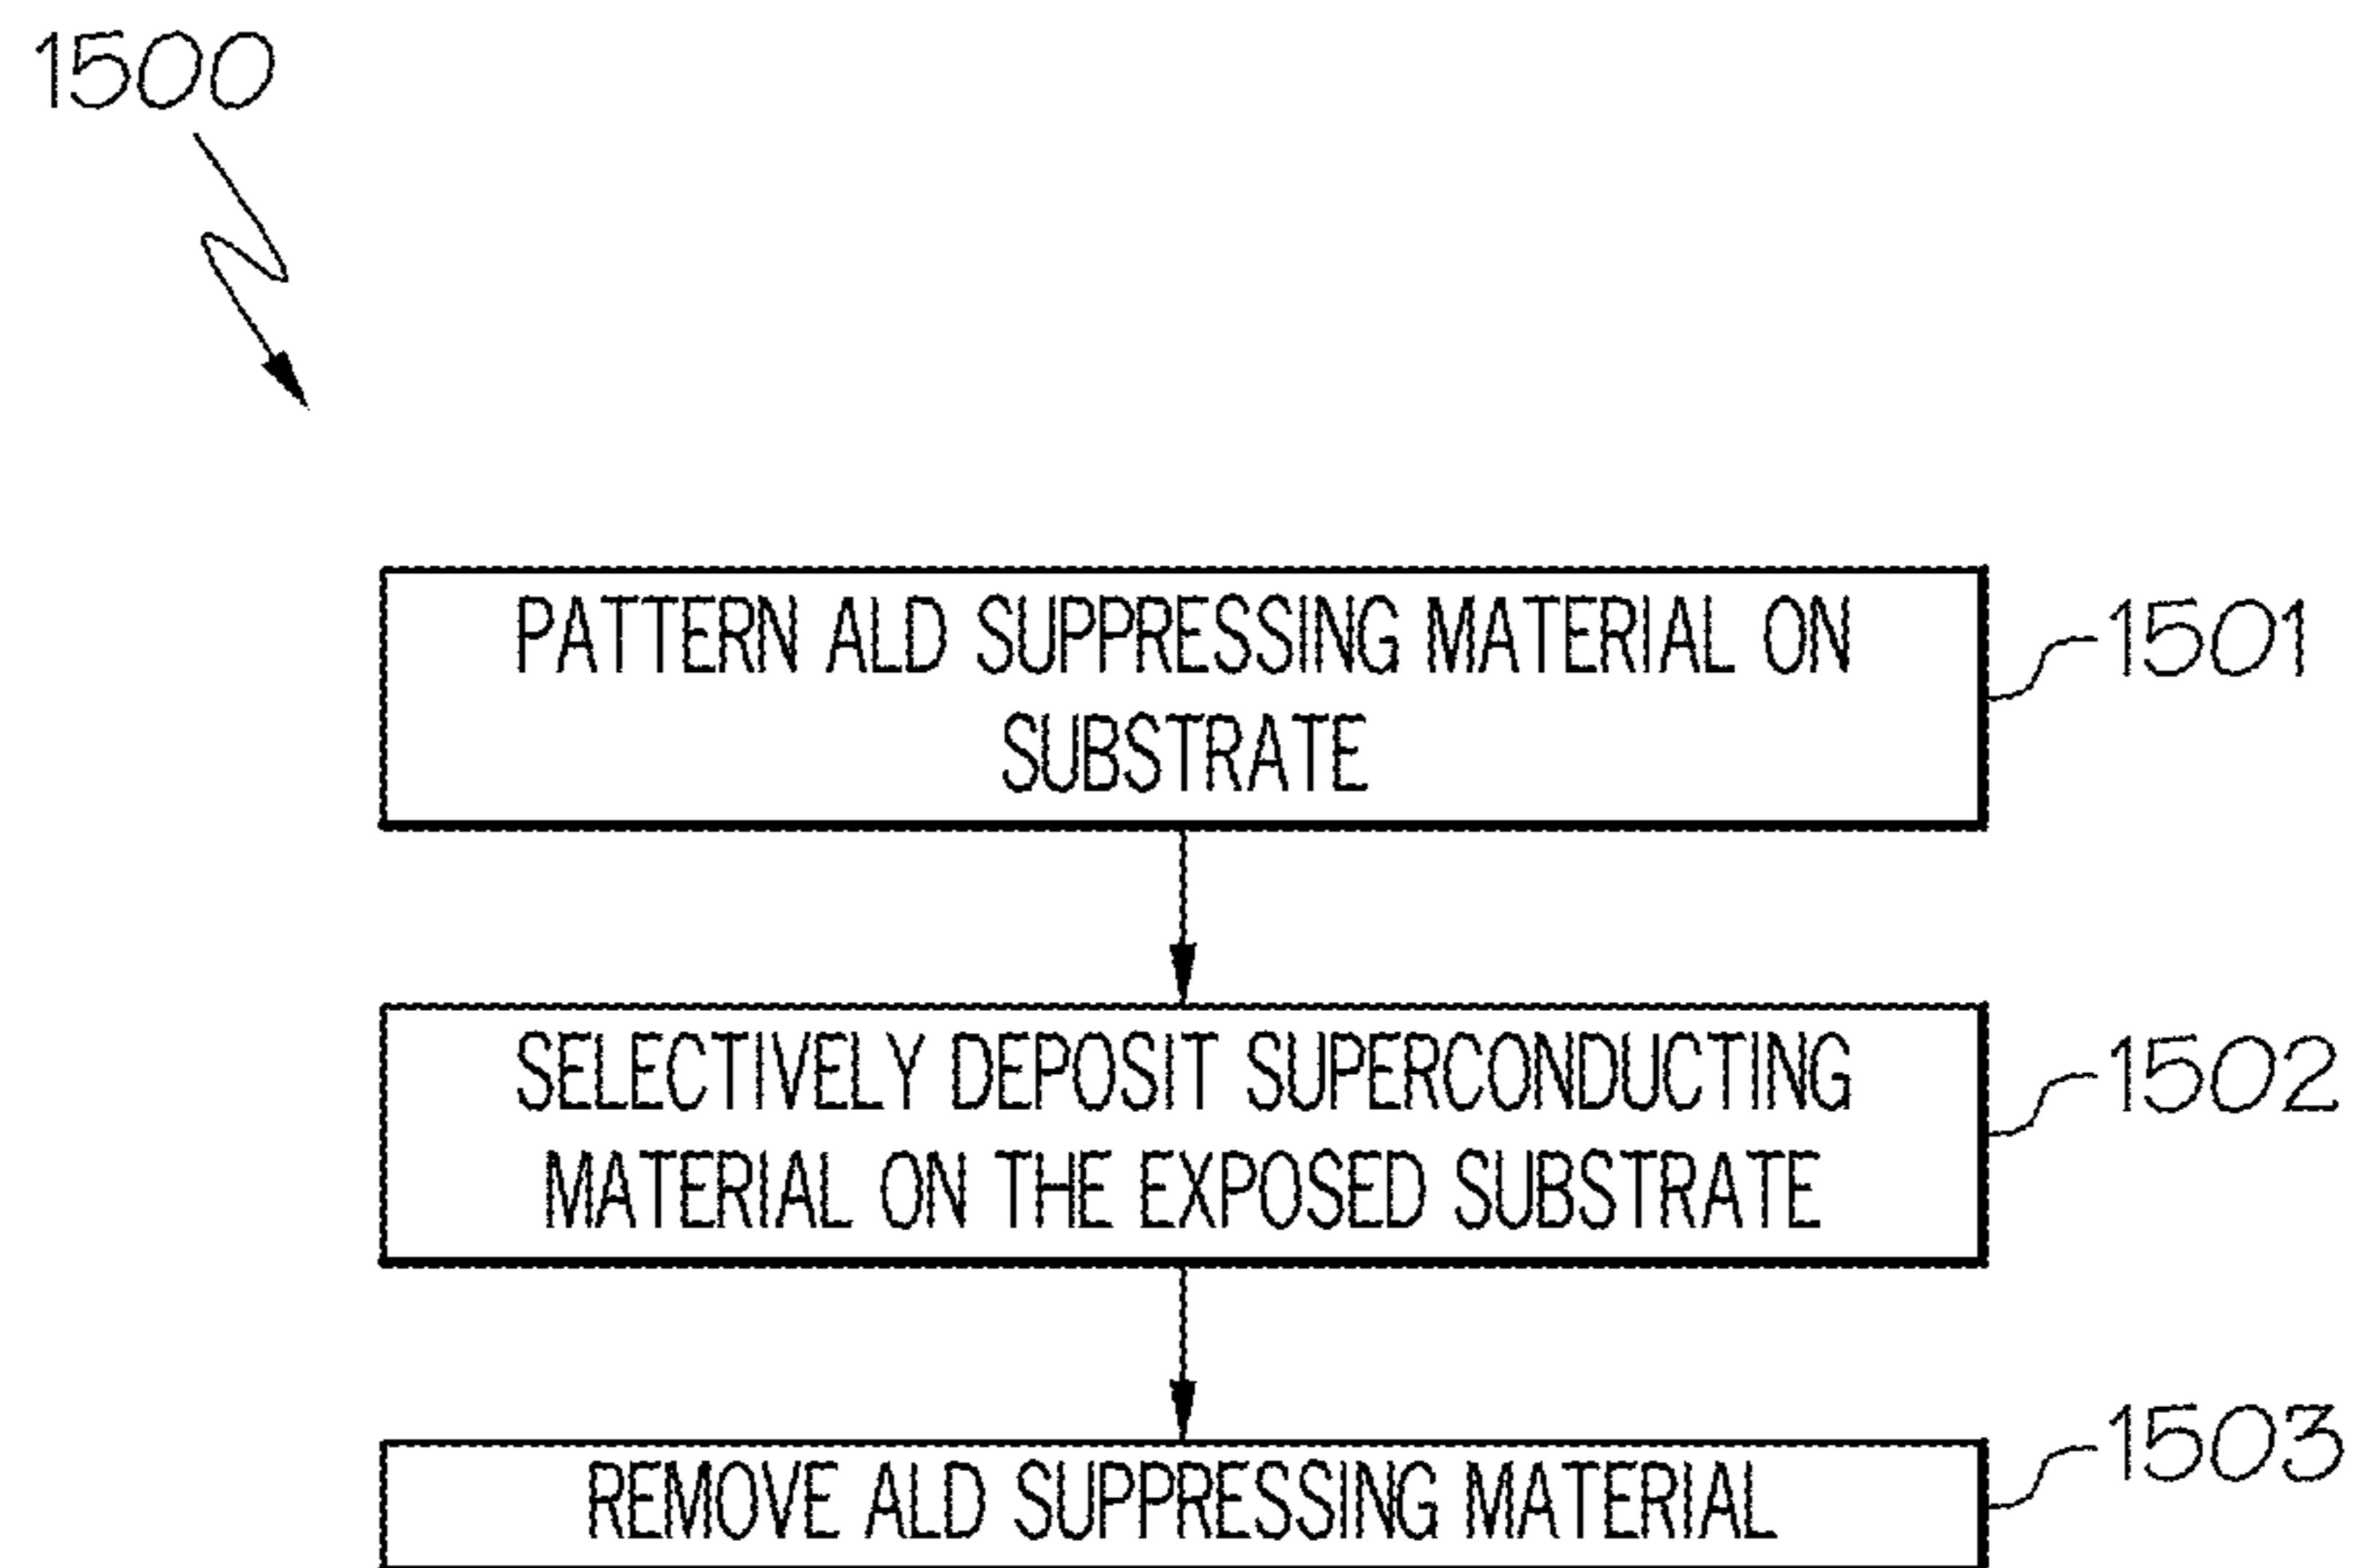 1500
PATTERN ALD SUPPRESSING MATERIAL ON
SUBSTRATE
1501
SELECTIVELY DEPOSIT SUPERCONDUCTING
MATERIAL ON THE EXPOSED SUBSTRATE
1502
REMOVE ALD SUPPRESSING MATERIAL
1503